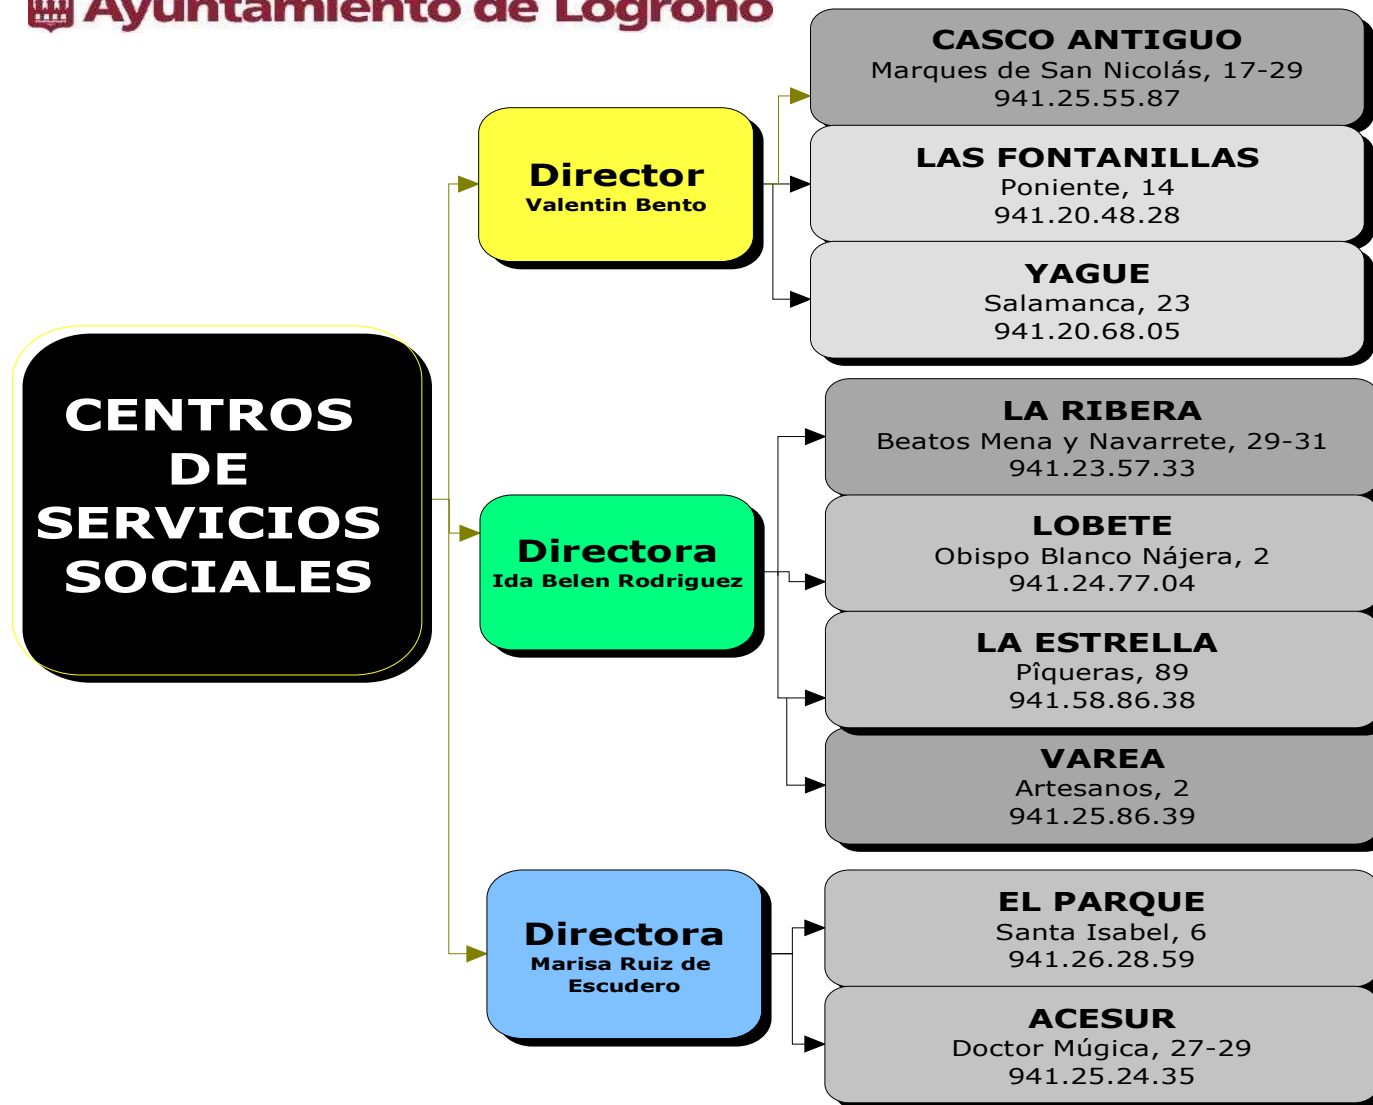 Ayuntamiento de Logroño
CENTROS
DE
SERVICIOS
SOCIALES
Director
Valentin Bento
CASCO ANTIGUO
Marques de San Nicolás, 17-29
941.25.55.87
LAS FONTANILLAS
Poniente, 14
941.20.48.28
YAGUE
Salamanca, 23
941.20.68.05
Directora
Ida Belen Rodriguez
LA RIBERA
Beatos Mena y Navarrete, 29-31
941.23.57.33
LOBETE
Obispo Blanco Nájera, 2
941.24.77.04
LA ESTRELLA
Pîqueras, 89
941.58.86.38
VAREA
Artesanos, 2
941.25.86.39
Directora
Marisa Ruiz de
Escudero
EL PARQUE
Santa Isabel, 6
941.26.28.59
ACESUR
Doctor Múgica, 27-29
941.25.24.35